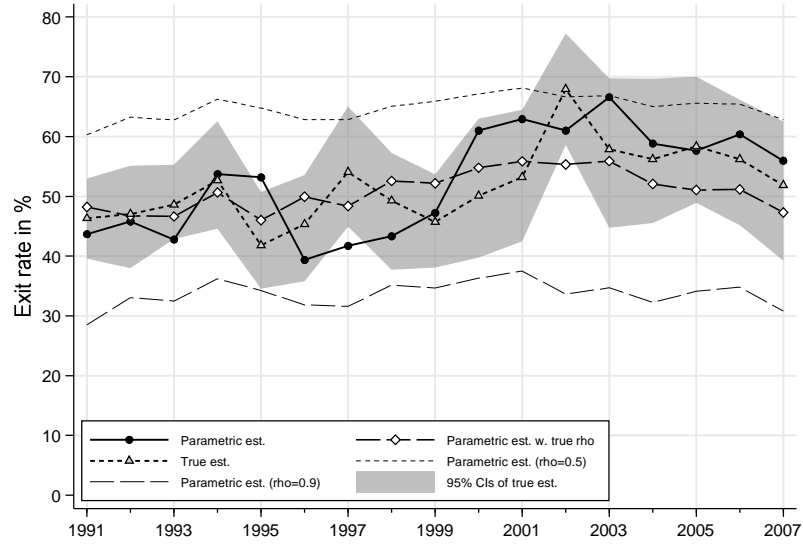 80
70
60
50
40
30
20
10
0
Exit rate in %
Parametric est.
Parametric est. w. true rho
True est.
Parametric est. (rho=0.5)
Parametric est. (rho=0.9)
95% CIs of true est.
1991 1993 1995 1997 1999 2001 2003 2005 2007